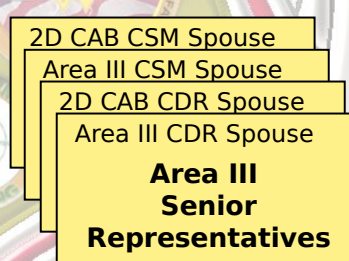 2D CAB CSM Spouse
Area III CSM Spouse
2D CAB CDR Spouse
Area III CDR Spouse
Area III
Senior
Representatives